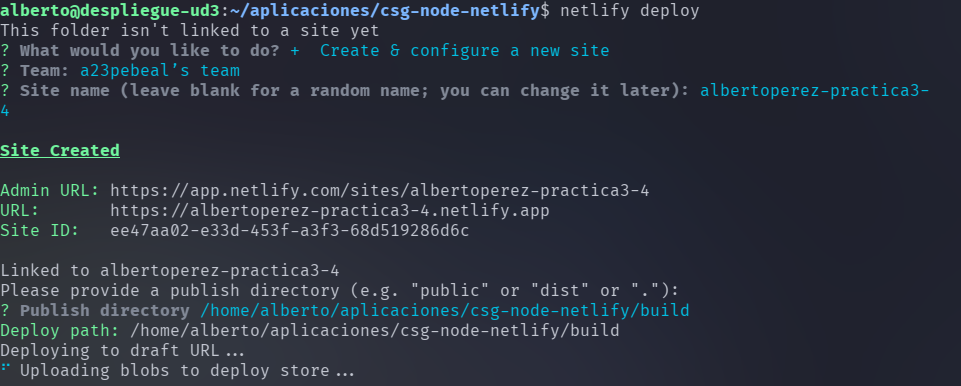 alberto@despliegue-ud3:~/aplicaciones/csg-node-netlify$ netlify deploy
This folder isn't linked to a site yet
? What would you like to do? +  Create & configure a new site
? Team: a23pebeal’s team
? Site name (leave blank for a random name; you can change it later): albertoperez-practica3-
4
Site Created
Admin URL: https://app.netlify.com/sites/albertoperez-practica3-4
URL:       https://albertoperez-practica3-4.netlify.app
Site ID:   ee47aa02-e33d-453f-a3f3-68d519286d6c
Linked to albertoperez-practica3-4
Please provide a publish directory (e.g. "public" or "dist" or "."):
? Publish directory /home/alberto/aplicaciones/csg-node-netlify/build
Deploy path: /home/alberto/aplicaciones/csg-node-netlify/build
Deploying to draft URL...
⠋ Uploading blobs to deploy store...